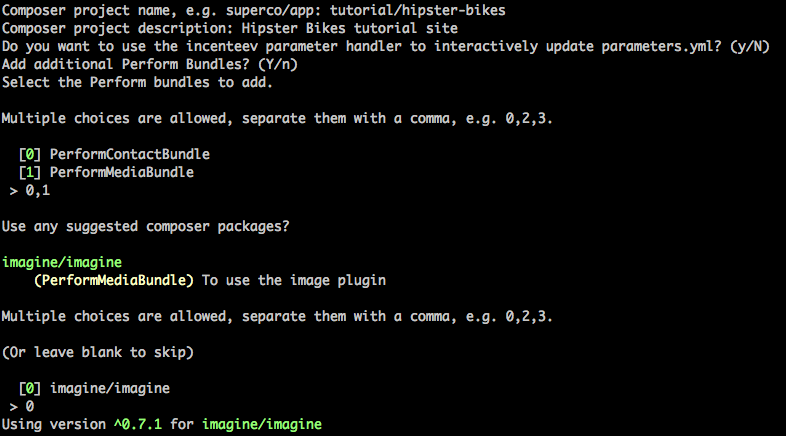 Composer project name, e.g. superco/app: tutorial/hipster-bikes
Composer project description: Hipster Bikes tutorial site
Do you want to use the incenteev parameter handler to interactively update parameters.yml? (y/N)
Add additional Perform Bundles? (Y/n)
Select the Perform bundles to add.
Multiple choices are allowed, separate them with a comma, e.g. 0,2,3.
[0] PerformContactBundle
[1] PerformMediaBundle
> 0,1
Use any suggested composer packages?
imagine/imagine
(PerformMediaBundle) To use the image plugin
Multiple choices are allowed, separate them with a comma, e.g. 0,2,3.
(Or leave blank to skip)
[0] imagine/imagine
> 0
Using version ^0.7.1 for imagine/imagine